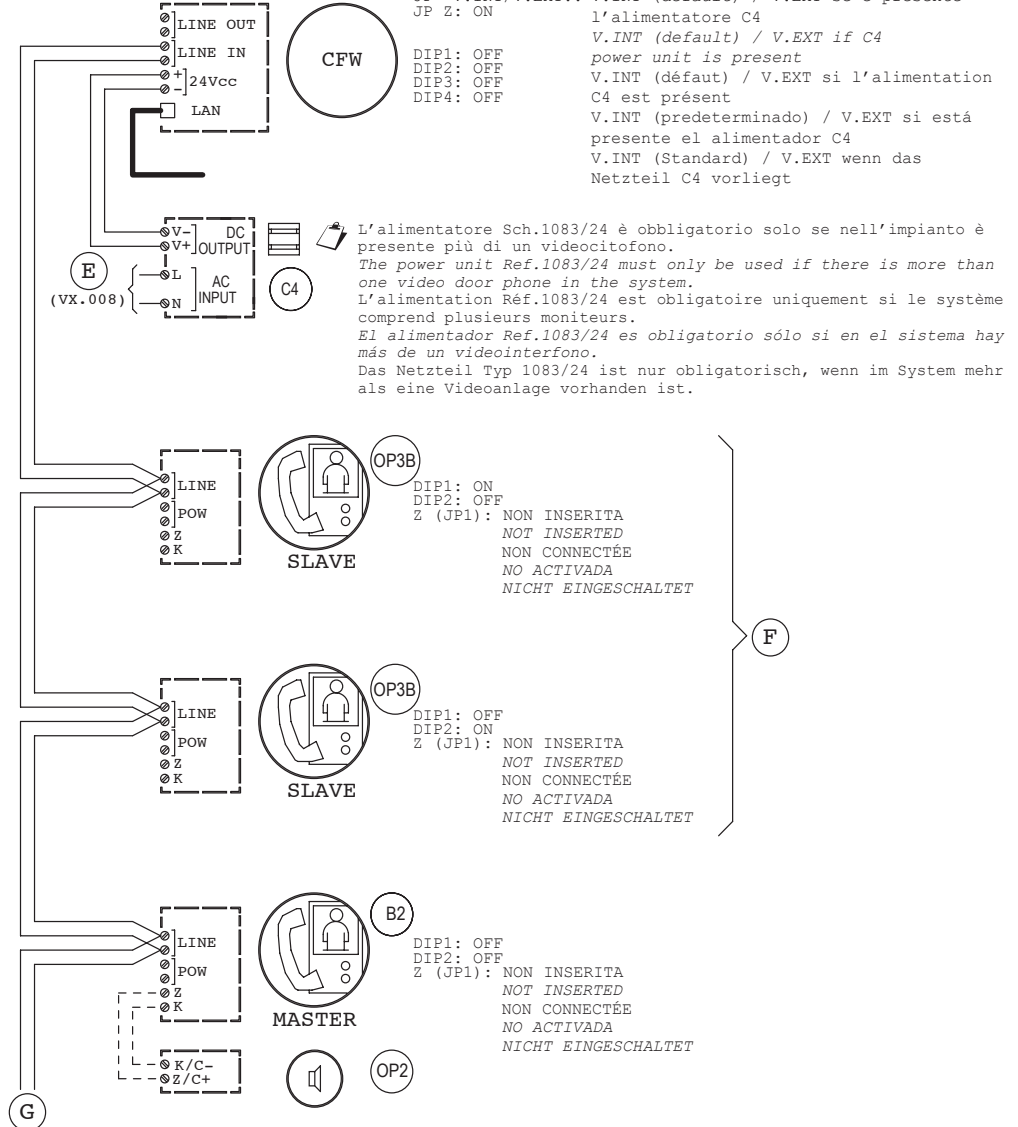 LINE OUT
LINE IN
+
-
24Vcc
LAN
CFW
JP Z: ON
DIP1: OFF
DIP2: OFF
DIP3: OFF
DIP4: OFF
l'alimentatore C4
V.INT (default) / V.EXT if C4
power unit is present
V.INT (défaut) / V.EXT si l'alimentation
C4 est présent
V.INT (predeterminado) / V.EXT si está
presente el alimentador C4
V.INT (Standard) / V.EXT wenn das
Netzteil C4 vorliegt
V-
V+
DC
OUTPUT
L
N
AC
INPUT
E
(VX.008)
C4
L'alimentatore Sch.1083/24 è obbligatorio solo se nell'impianto è
presente più di un videocitofono.
The power unit Ref.1083/24 must only be used if there is more than
one video door phone in the system.
L'alimentation Réf.1083/24 est obligatoire uniquement si le système
comprend plusieurs moniteurs.
El alimentador Ref.1083/24 es obligatorio sólo si en el sistema hay
más de un videointerfono.
Das Netzteil Typ 1083/24 ist nur obligatorisch, wenn im System mehr
als eine Videoanlage vorhanden ist.
LINE
POW
Z
K
SLAVE
OP3B
DIP1: ON
DIP2: OFF
Z (JP1): NON INSERITA
NOT INSERTED
NON CONNECTÉE
NO ACTIVADA
NICHT EINGESCHALTET
F
LINE
POW
Z
K
SLAVE
OP3B
DIP1: OFF
DIP2: ON
Z (JP1): NON INSERITA
NOT INSERTED
NON CONNECTÉE
NO ACTIVADA
NICHT EINGESCHALTET
LINE
POW
Z
K
MASTER
B2
DIP1: OFF
DIP2: OFF
Z (JP1): NON INSERITA
NOT INSERTED
NON CONNECTÉE
NO ACTIVADA
NICHT EINGESCHALTET
K/C-
Z/C+
OP2
G